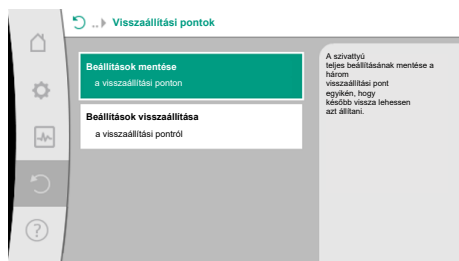 ..▶ Visszaállítási pontok
Beállítások mentése
a visszaállítási ponton
Beállítások visszaállítása
a visszaállítási pontról
A szivattyú
teljes beállításának mentése a
három
visszaállítási pont
egyikén, hogy
később vissza lehessen
azt állítani.
?